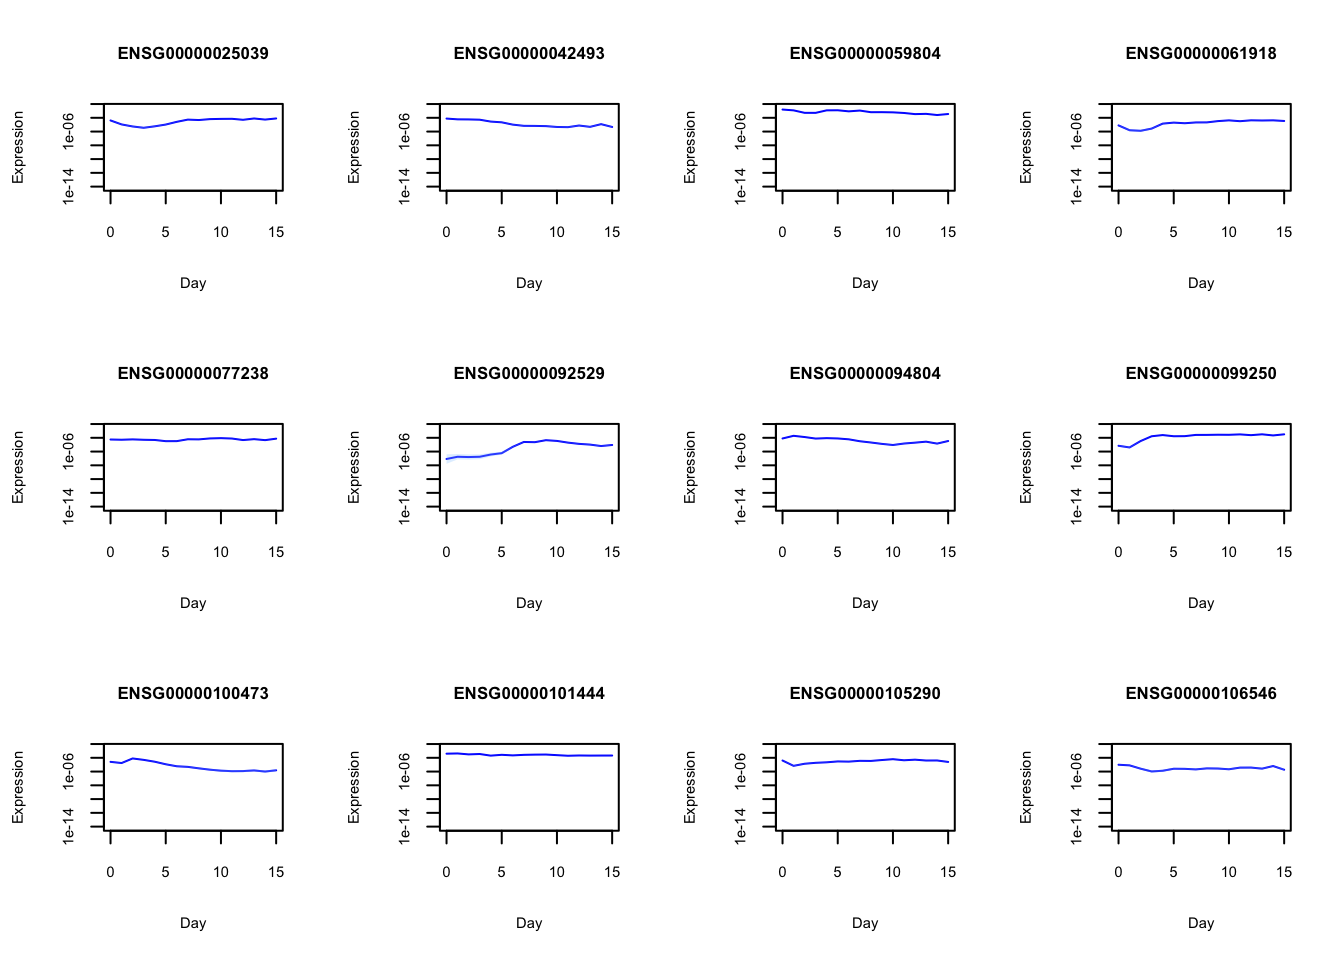 ENSG00000025039
Expression
1e-06
1e-14
0 5 10 15
Day
ENSG00000042493
Expression
1e-06
1e-14
0 5 10 15
Day
ENSG00000059804
Expression
1e-06
1e-14
0 5 10 15
Day
ENSG00000061918
Expression
1e-06
1e-14
0 5 10 15
Day
ENSG00000077238
Expression
1e-06
1e-14
0 5 10 15
Day
ENSG00000092529
Expression
1e-06
1e-14
0 5 10 15
Day
ENSG00000094804
Expression
1e-06
1e-14
0 5 10 15
Day
ENSG00000099250
Expression
1e-06
1e-14
0 5 10 15
Day
ENSG00000100473
Expression
1e-06
1e-14
0 5 10 15
Day
ENSG00000101444
Expression
1e-06
1e-14
0 5 10 15
Day
ENSG00000105290
Expression
1e-06
1e-14
0 5 10 15
Day
ENSG00000106546
Expression
1e-06
1e-14
0 5 10 15
Day